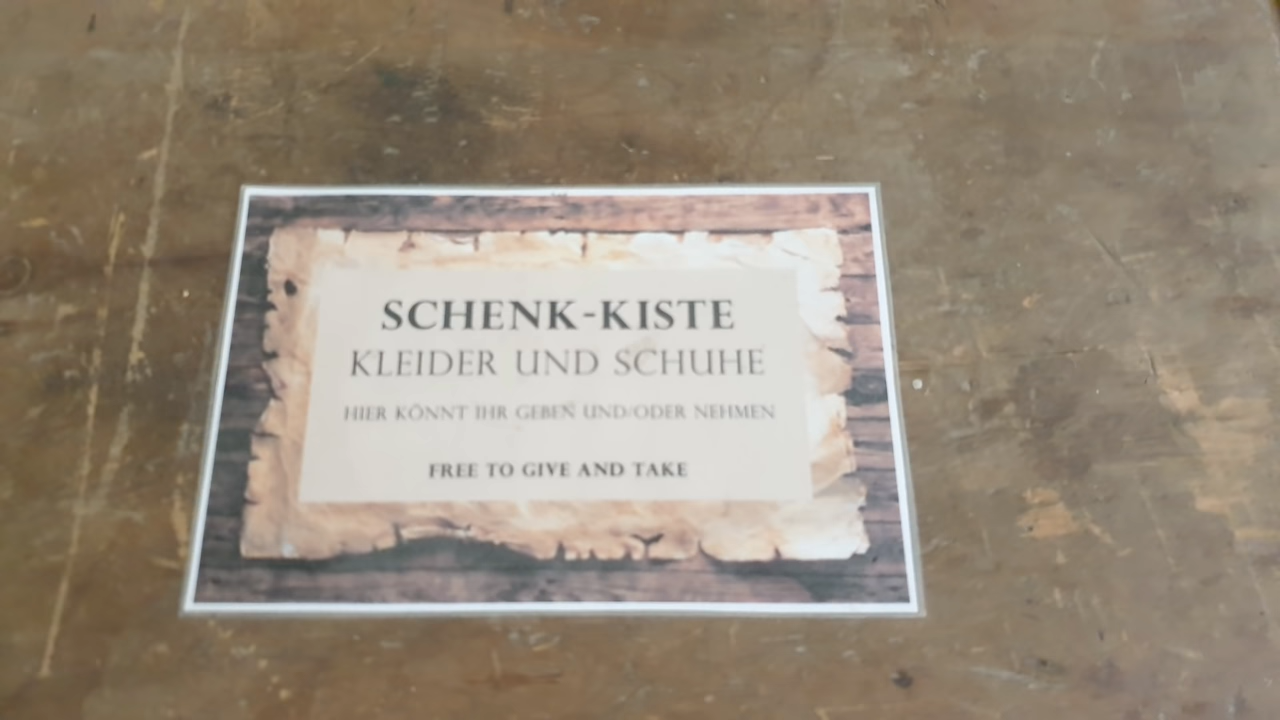 SCHENK-KISTE
KLEIDER UND SCHUHE
HIER KÖNNT IHR GEBEN UND/ODER NEHMEN
FREE TO GIVE AND TAKE